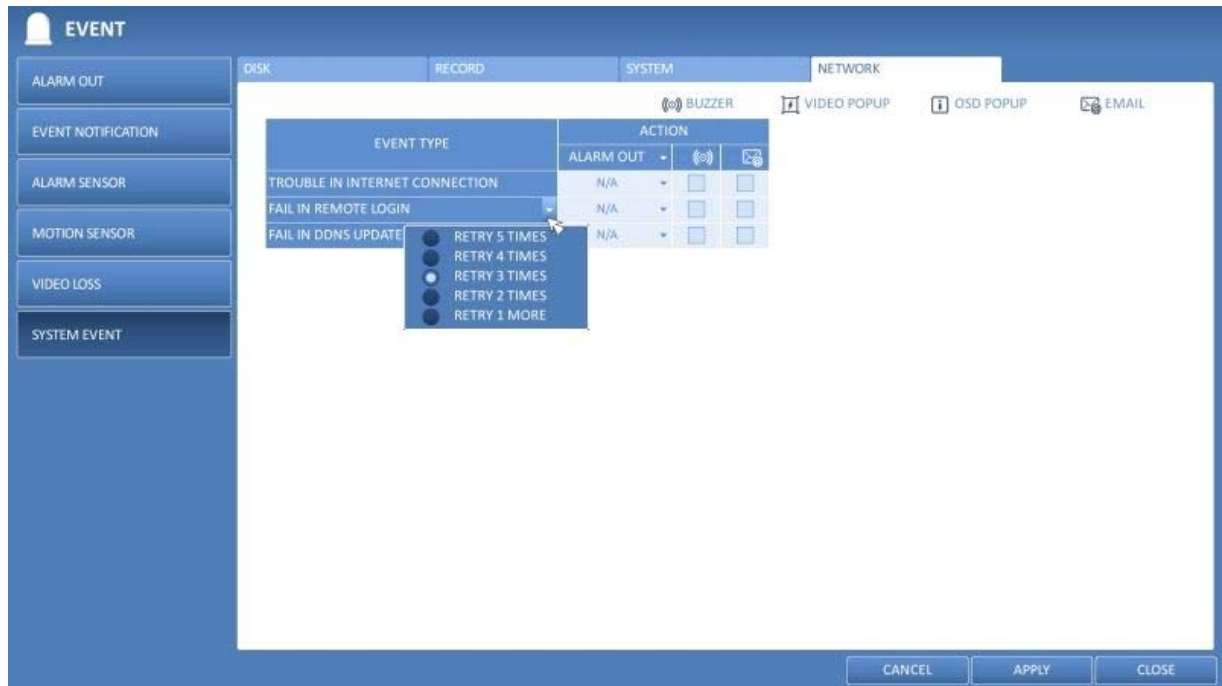 EVENT
ALARM OUT
EVENT NOTIFICATION
ALARM SENSOR
MOTION SENSOR
VIDEO LOSS
SYSTEM EVENT
DISK RECORD SYSTEM NETWORK
BUZZER VIDEO POPUP OSD POPUP EMAIL
EVENT TYPE ACTION
ALARM OUT
TROUBLE IN INTERNET CONNECTION N/A
FAIL IN REMOTE LOGIN N/A
FAIL IN DDNS UPDATE N/A
RETRY 5 TIMES
RETRY 4 TIMES
RETRY 3 TIMES
RETRY 2 TIMES
RETRY 1 MORE
CANCEL APPLY CLOSE